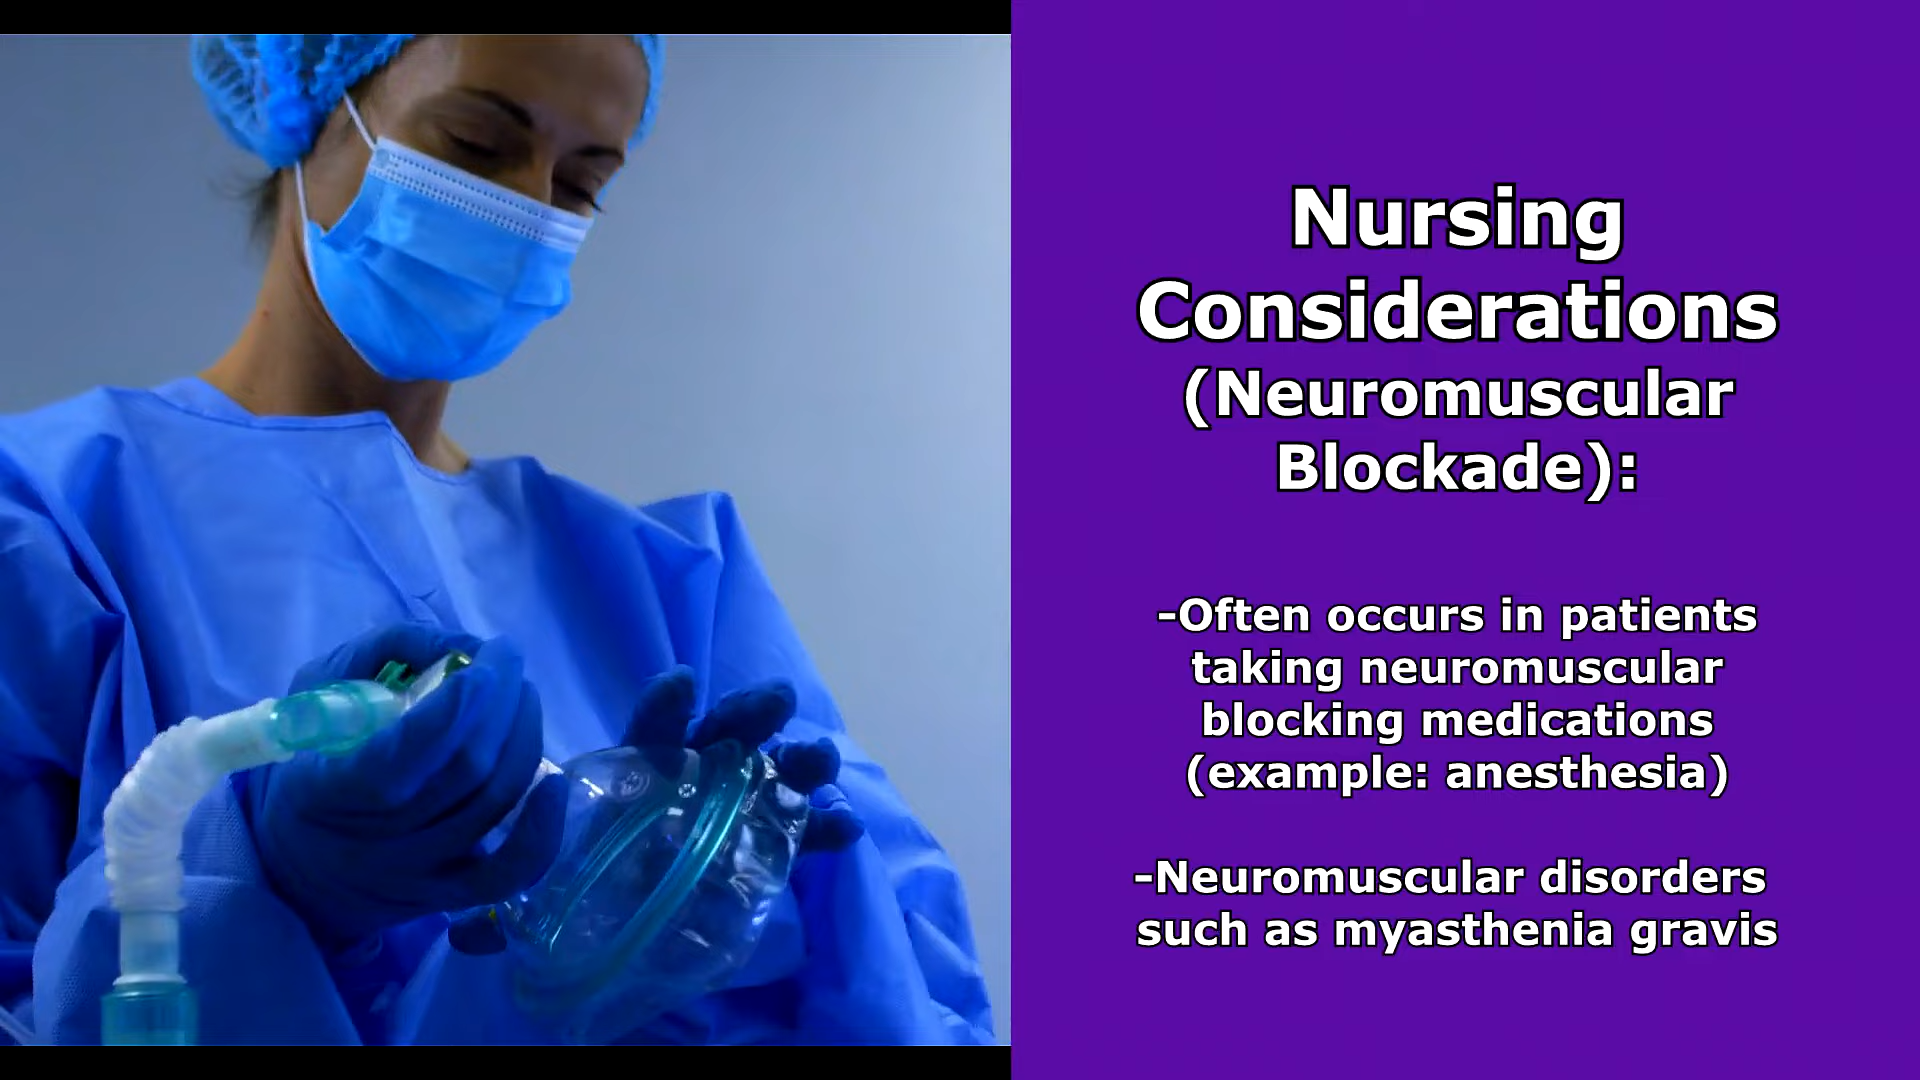 Nursing
Considerations
(Neuromuscular
Blockade):
-Often occurs in patients
taking neuromuscular
blocking medications
(example: anesthesia)
-Neuromuscular disorders
such as myasthenia gravis